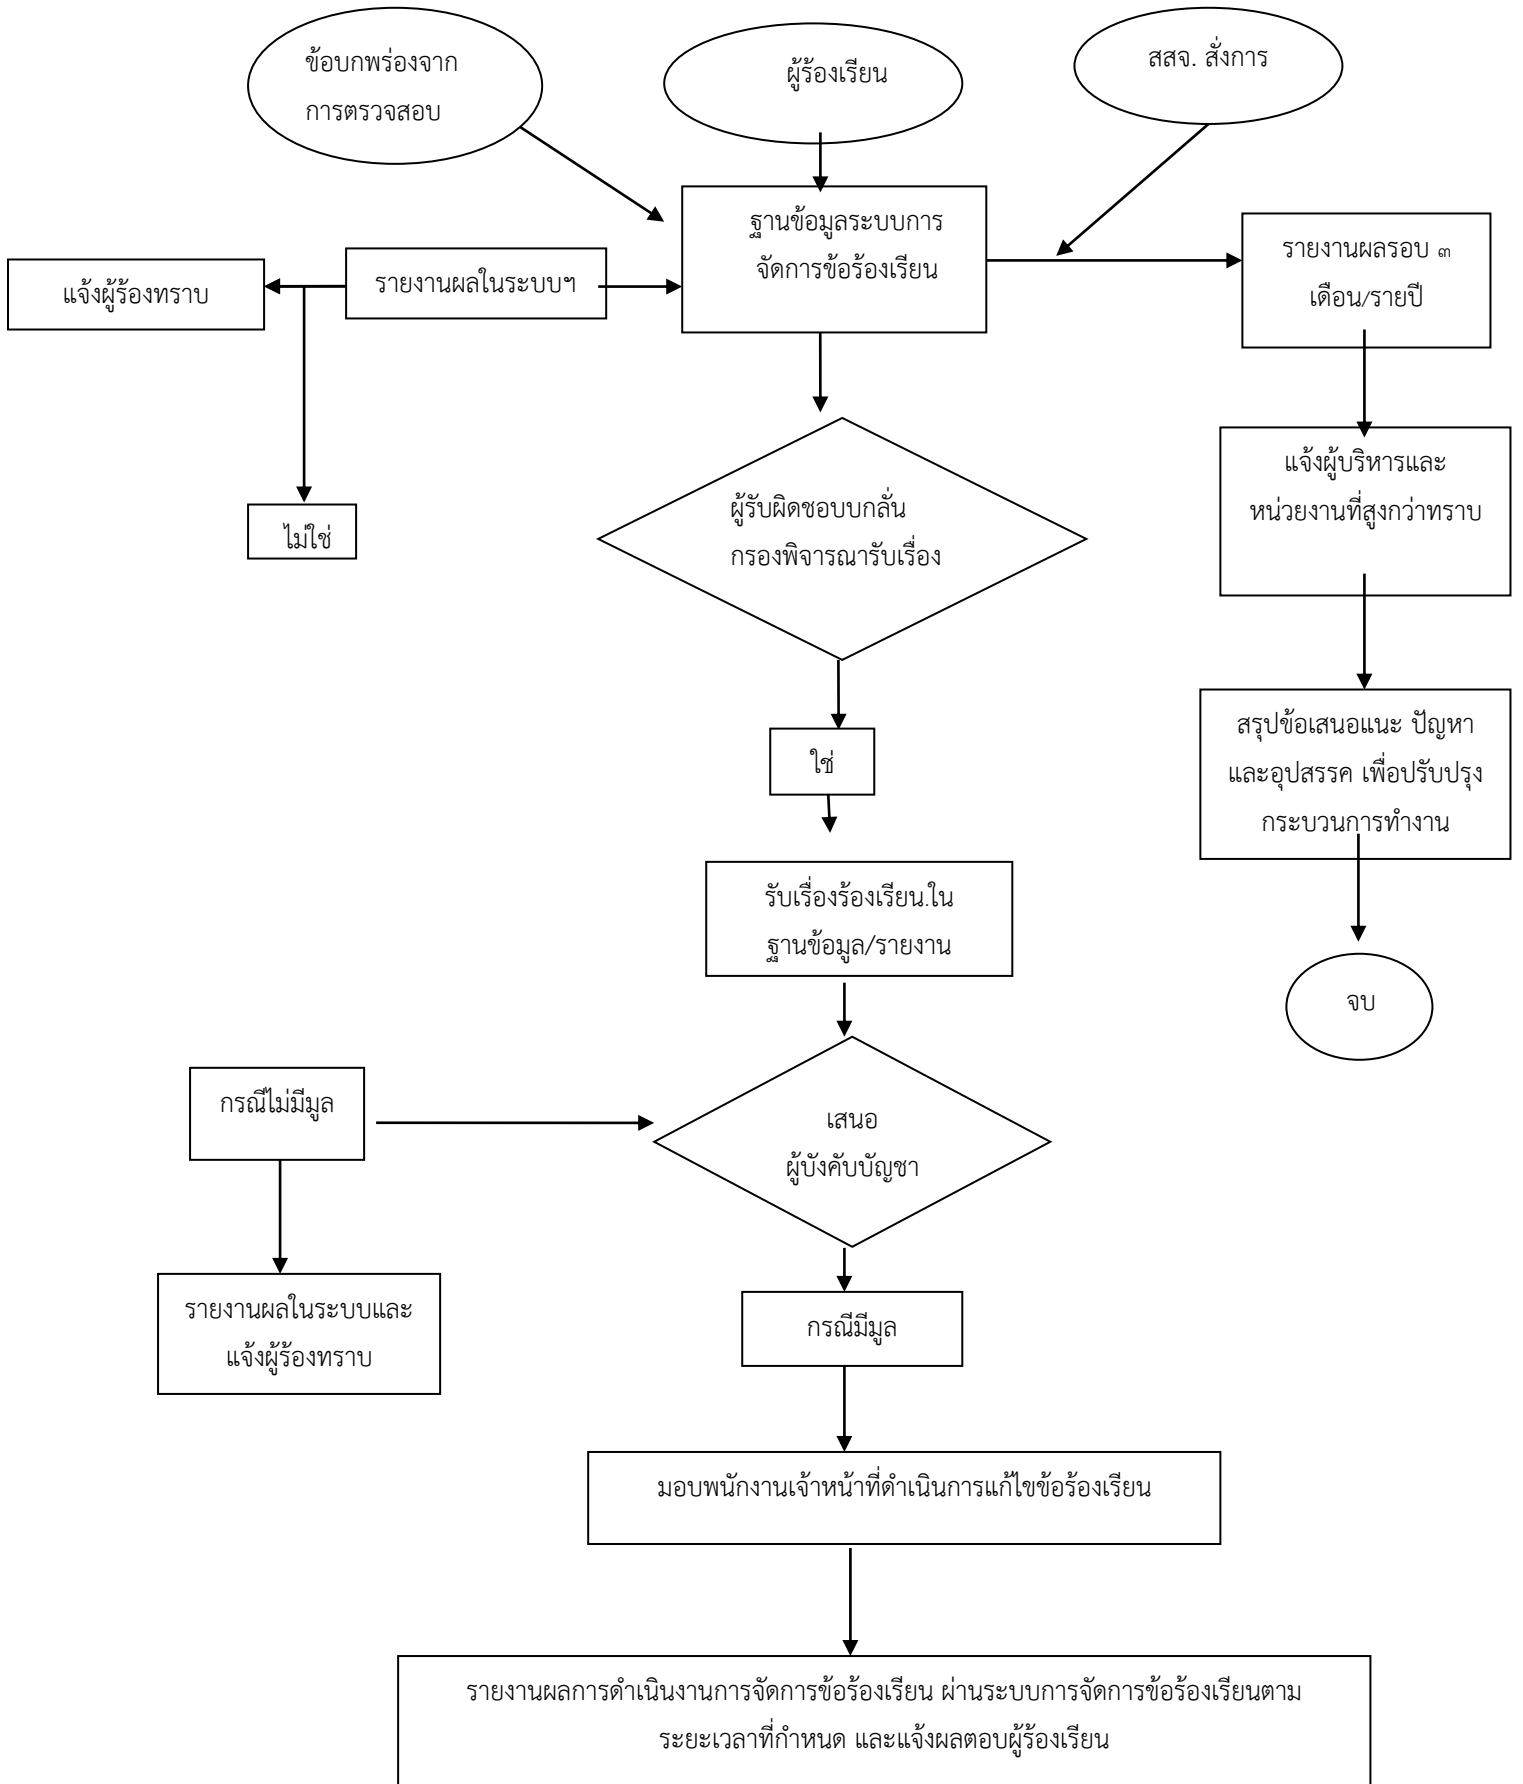 ข้อบกพร่องจาก
การตรวจสอบ
ผู้ร้องเรียน
สสจ. สั่งการ
ฐานข้อมูลระบบการ
จัดการข้อร้องเรียน
รายงานผลรอบ ๓
เดือน/รายปี
รายงานผลในระบบฯ
แจ้งผู้ร้องทราบ
แจ้งผู้บริหารและ
หน่วยงานที่สูงกว่าทราบ
ผู้รับผิดชอบบกลั่น
กรองพิจารณารับเรื่อง
ไม่ใช่
ใช่
สรุปข้อเสนอแนะ ปัญหา
และอุปสรรค เพื่อปรับปรุง
กระบวนการทำงาน
รับเรื่องร้องเรียน.ใน
ฐานข้อมูล/รายงาน
จบ
กรณีไม่มีมูล
เสนอ
ผู้บังคับบัญชา
รายงานผลในระบบและ
แจ้งผู้ร้องทราบ
กรณีมีมูล
มอบพนักงานเจ้าหน้าที่ดำเนินการแก้ไขข้อร้องเรียน
รายงานผลการดำเนินงานการจัดการข้อร้องเรียน ผ่านระบบการจัดการข้อร้องเรียนตาม
ระยะเวลาที่กำหนด และแจ้งผลตอบผู้ร้องเรียน